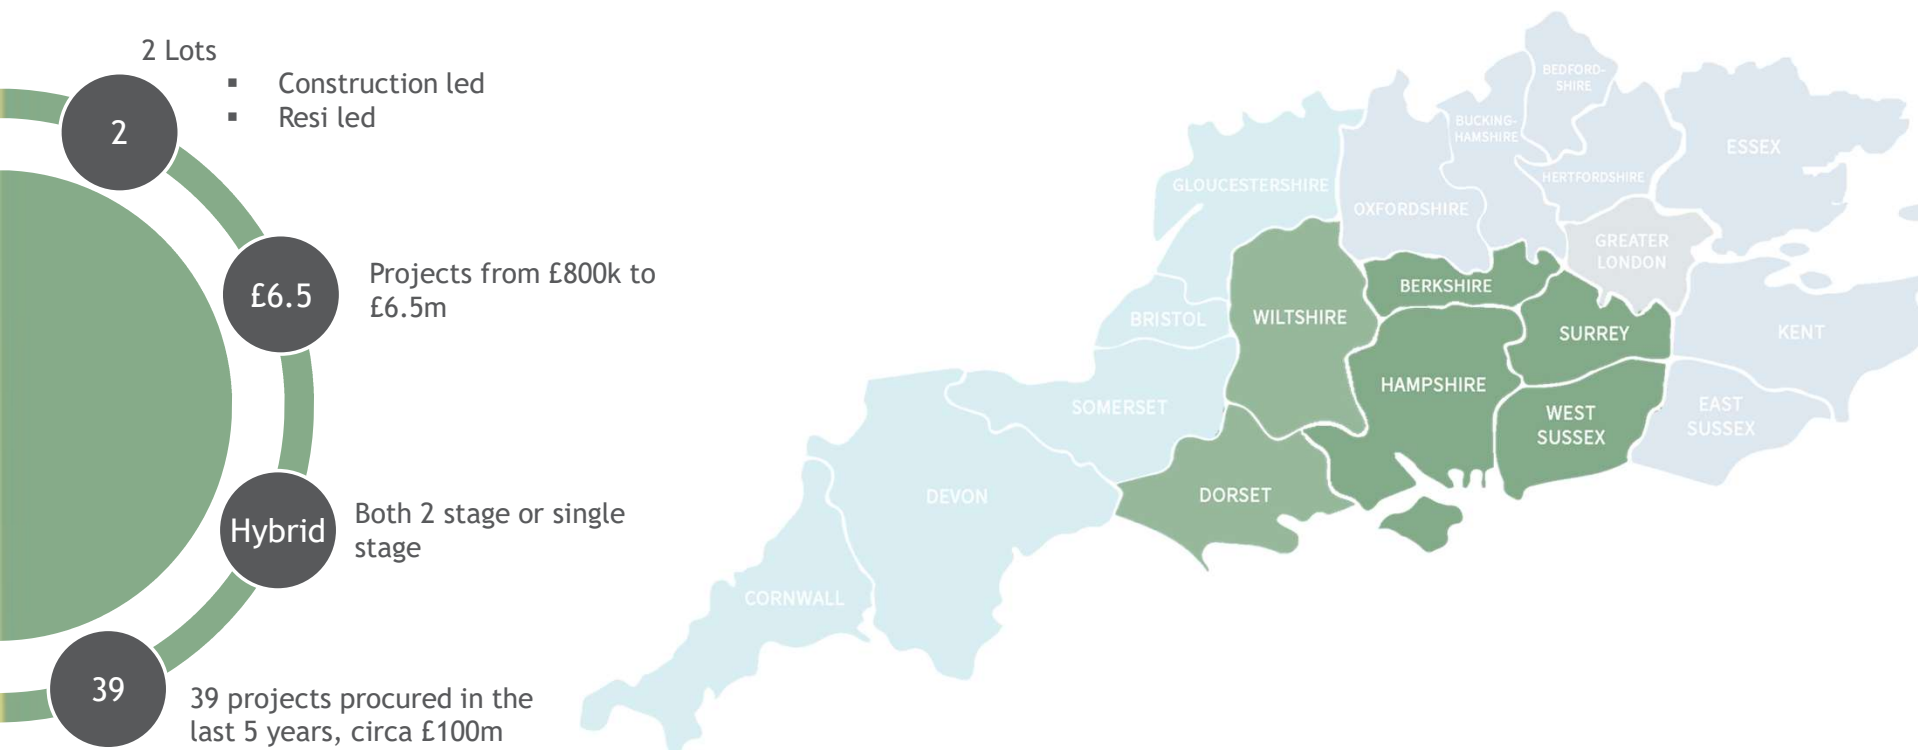 2 Lots
▪ Construction led
▪ Resi led
2
£6.5
Projects from £800k to
£6.5m
Hybrid
Both 2 stage or single
stage
39
39 projects procured in the
last 5 years, circa £100m
BEDFORD-
SHIRE
BUCKING-
HAMSHIRE
ESSEX
HERTFORDSHIRE
GLOUCESTERSHIRE
OXFORDSHIRE
GREATER
LONDON
BERKSHIRE
BRISTOL
WILTSHIRE
SURREY
KENT
HAMPSHIRE
SOMERSET
WEST
SUSSEX
EAST
SUSSEX
DEVON
DORSET
CORNWALL